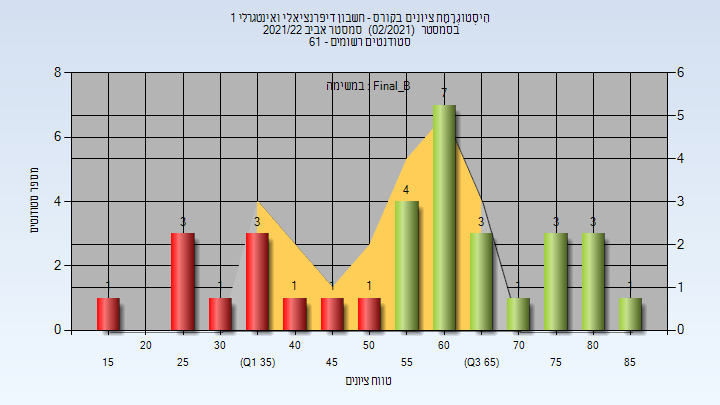 היסטוגרמת ציונים בקורס - חשבון דיפרנציאלי ואינטגרלי 1
בסמסטר (02/2021) סמסטר אביב 2021/22
סטודנטים רשומים - 61
במשימה : Final_B
8 6 4 2 0
מספר סטודנטים
6 5 4 3 2 1 0
1 3 1 3 1 1 1 4 7 3 1 3 3 1
20 30 40 50 60 70 80
15 25 (Q1 35) 45 55 (Q3 65) 75 85
טווח ציונים